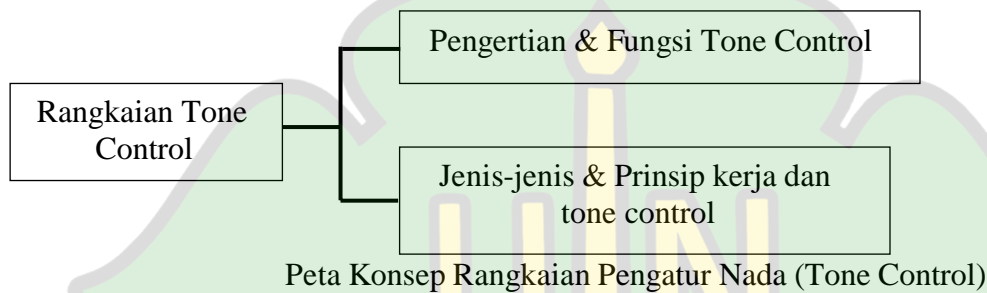 Pengertian & Fungsi Tone Control
Rangkaian Tone
Control
Jenis-jenis & Prinsip kerja dan
tone control
Peta Konsep Rangkaian Pengatur Nada (Tone Control)
UIN